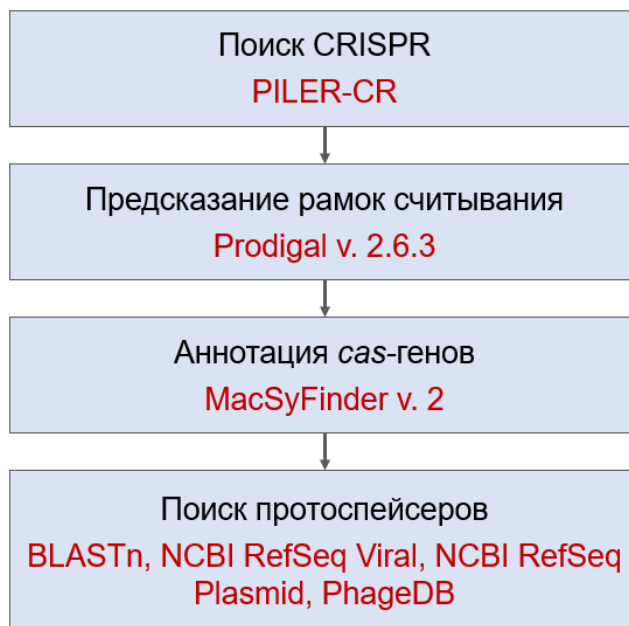 Поиск CRISPR
PILER-CR
Предсказание рамок считывания
Prodigal v. 2.6.3
Аннотация cas-генов
MacSyFinder v. 2
Поиск протоспейсеров
BLASTn, NCBI RefSeq Viral, NCBI RefSeq
Plasmid, PhageDB